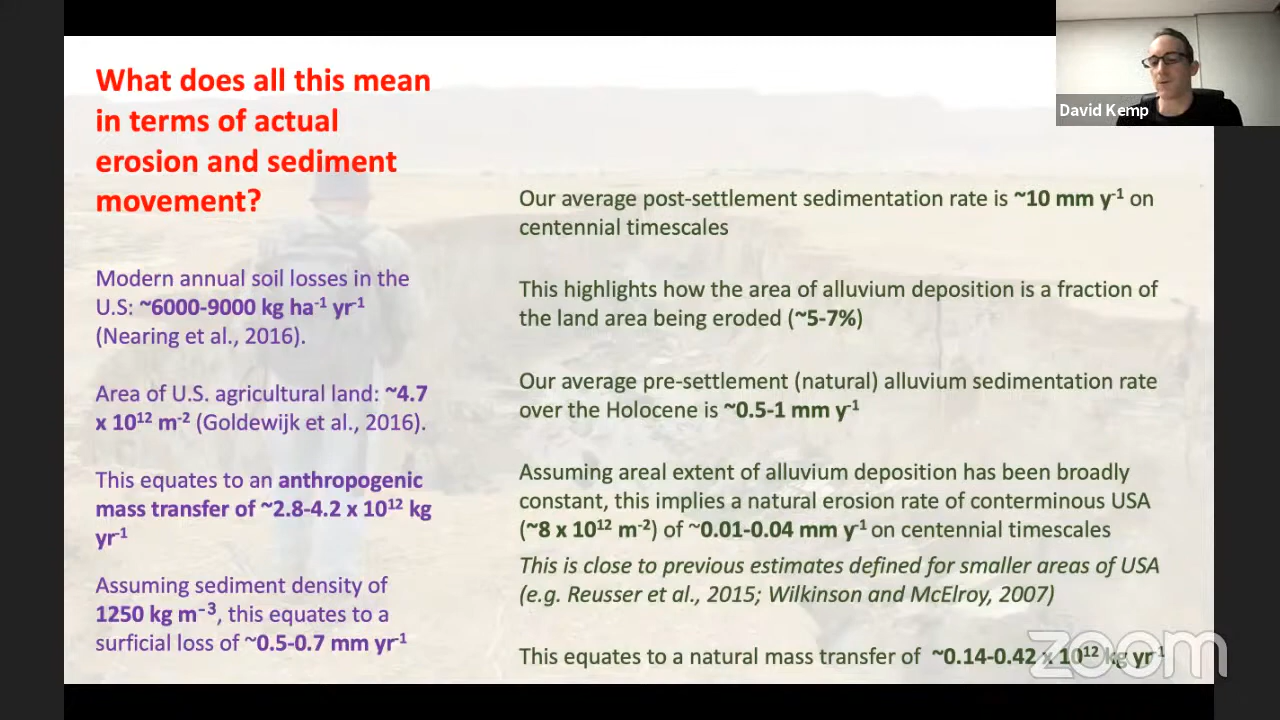 What does all this mean
in terms of actual
erosion and sediment
movement?
Modern annual soil losses in the
U.S: ~6000-9000 kg ha⁻¹ yr⁻¹
(Nearing et al., 2016).
Area of U.S. agricultural land: ~4.7
x 10¹² m⁻² (Goldewijk et al., 2016).
This equates to an anthropogenic
mass transfer of ~2.8-4.2 x 10¹² kg
yr⁻¹
Assuming sediment density of
1250 kg m⁻³, this equates to a
surficial loss of ~0.5-0.7 mm yr⁻¹
Our average post-settlement sedimentation rate is ~10 mm y⁻¹ on
centennial timescales
This highlights how the area of alluvium deposition is a fraction of
the land area being eroded (~5-7%)
Our average pre-settlement (natural) alluvium sedimentation rate
over the Holocene is ~0.5-1 mm y⁻¹
Assuming areal extent of alluvium deposition has been broadly
constant, this implies a natural erosion rate of conterminous USA
(~8 x 10¹² m⁻²) of ~0.01-0.04 mm y⁻¹ on centennial timescales
This is close to previous estimates defined for smaller areas of USA
(e.g. Reusser et al., 2015; Wilkinson and McElroy, 2007)
This equates to a natural mass transfer of ~0.14-0.42 x 10¹² kg yr⁻¹
David Kemp
zoom